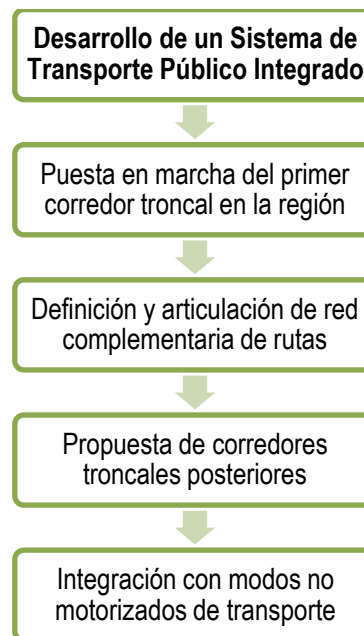 Desarrollo de un Sistema de
Transporte Público Integrado
Puesta en marcha del primer
corredor troncal en la región
Definición y articulación de red
complementaria de rutas
Propuesta de corredores
troncales posteriores
Integración con modos no
motorizados de transporte